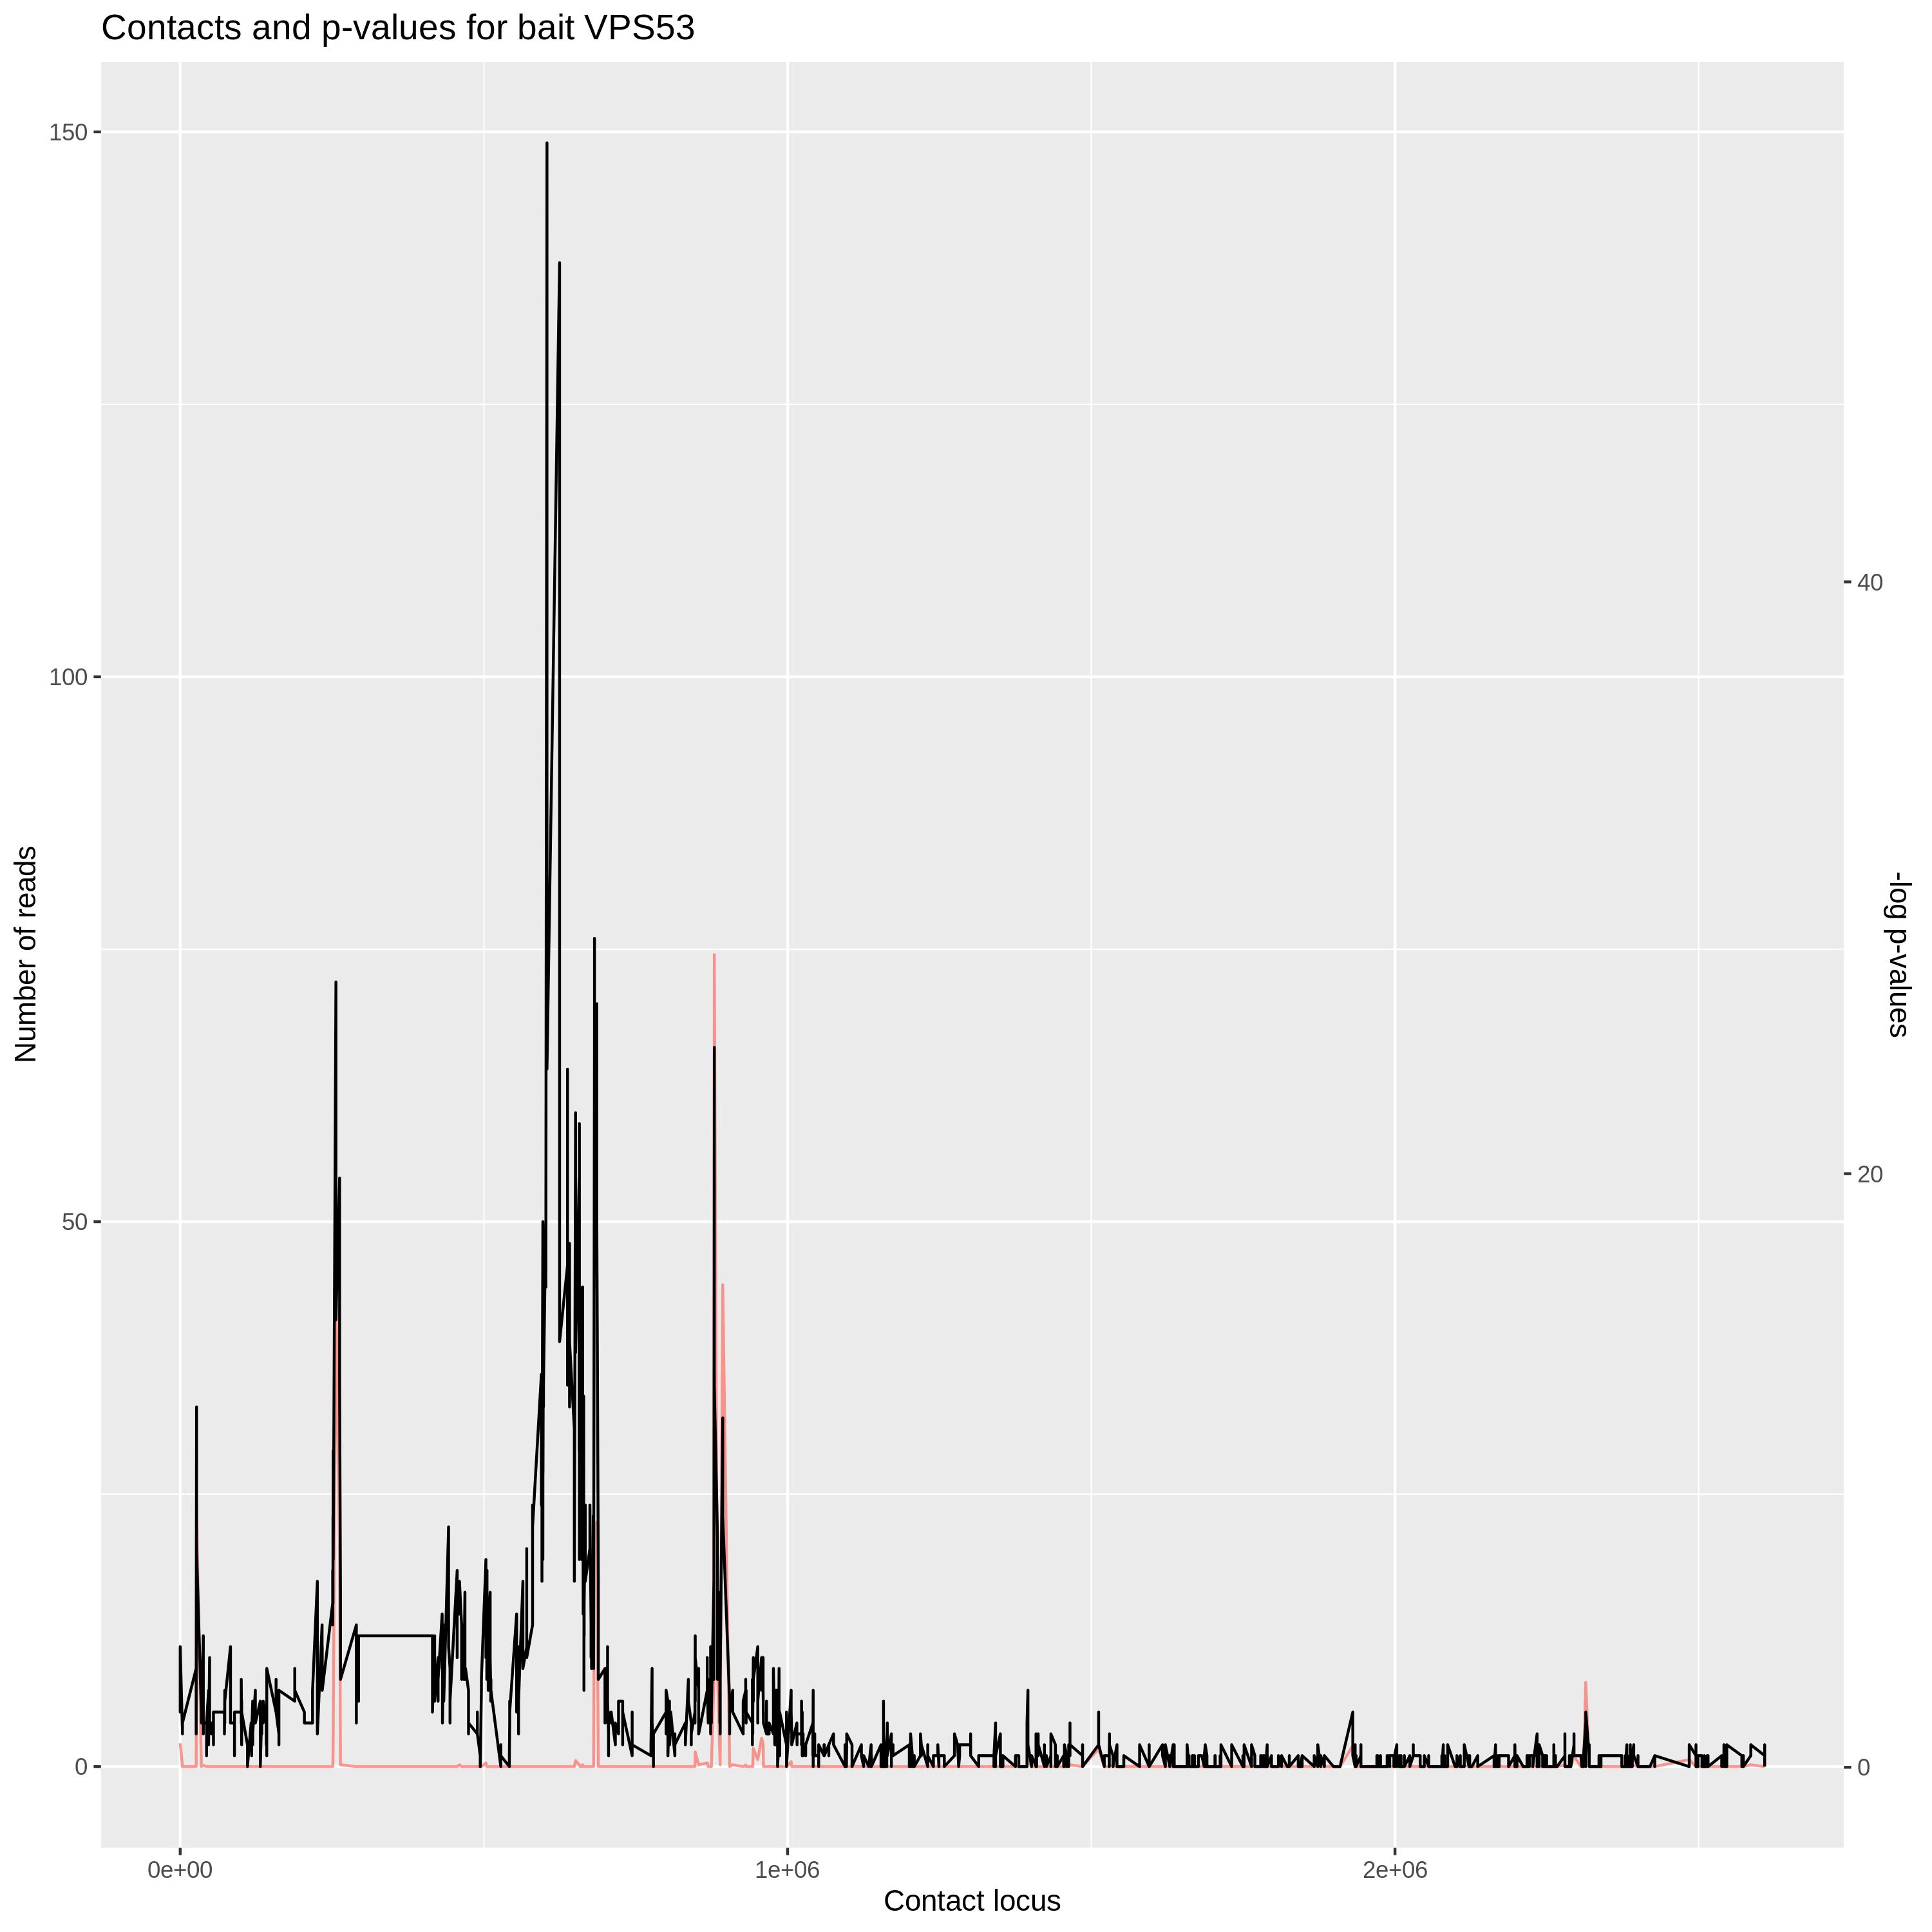 Contacts and p-values for bait VPS53
150
100
50
0
Number of reads
40
20
0
-log p-values
0e+00
1e+06
2e+06
Contact locus